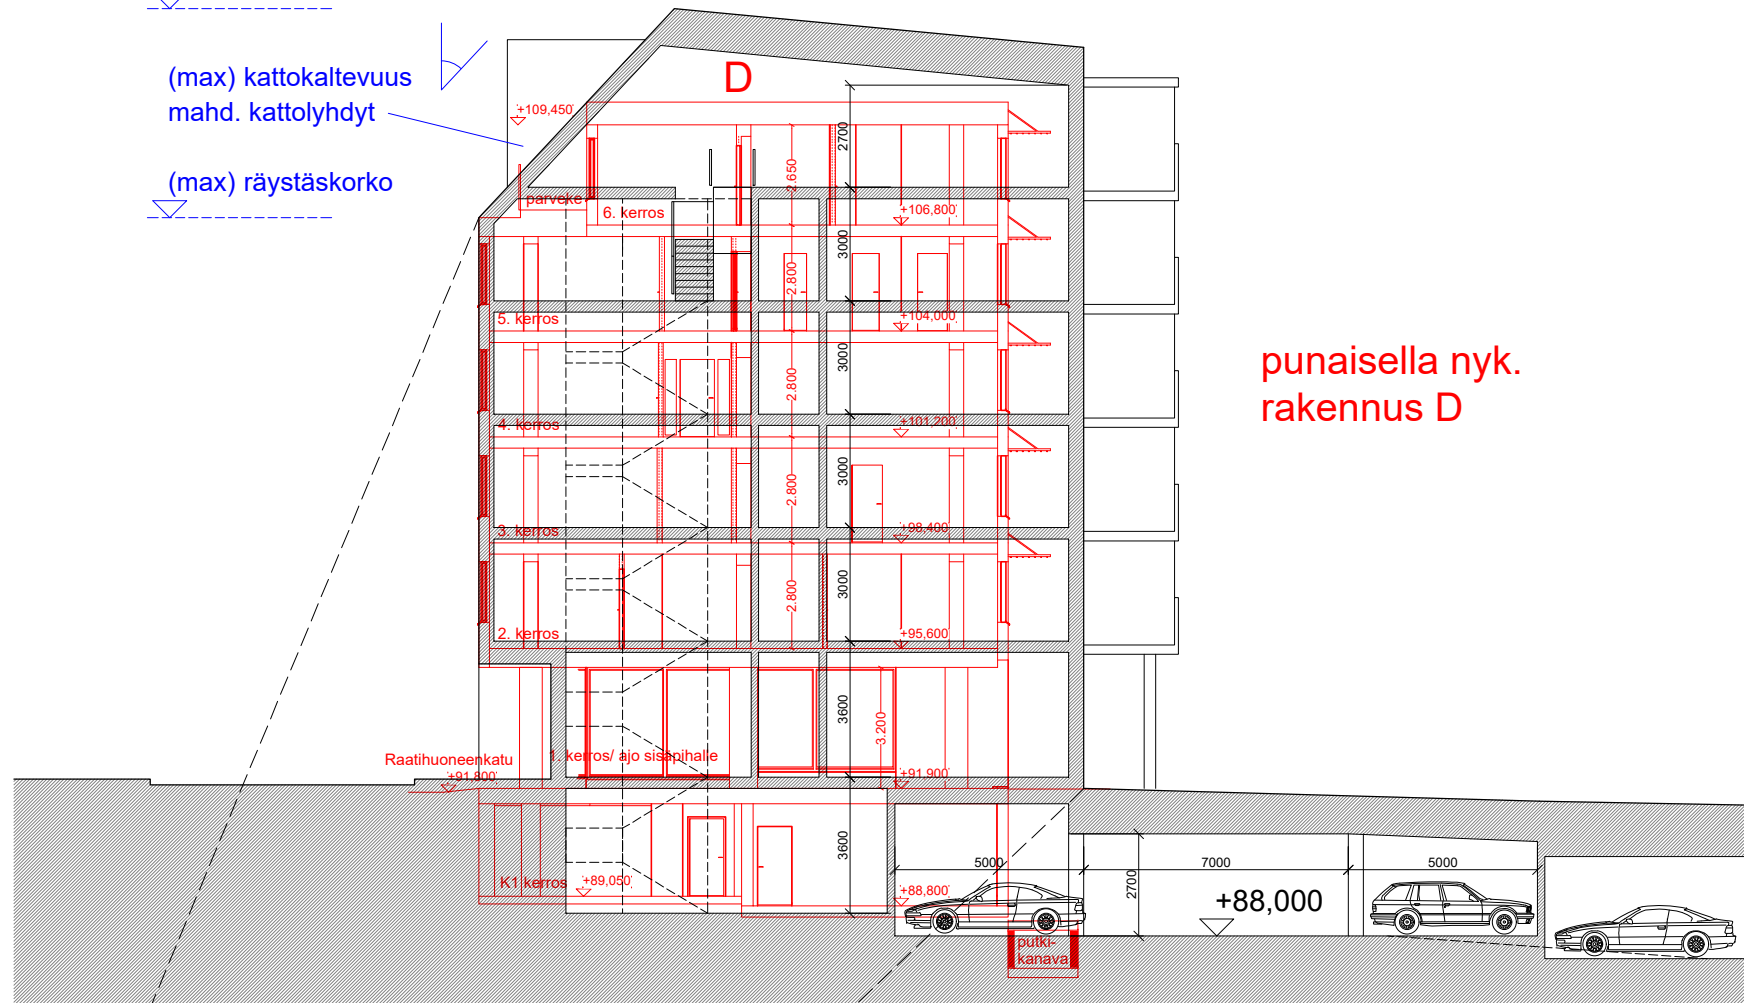 (max) kattokaltevuus
mahd. kattolyhdyt
(max) räystäskorko
D
+109,450
2700
2.650
parveke
6. kerros
+106,800
3000
2.800
5. kerros
+104,000
3000
2.800
punaisella nyk.
rakennus D
4. kerros
+101,200
3000
2.800
3. kerros
+98,400
3000
2.800
2. kerros
+95,600
3600
3.200
Raatihuoneenkatu
+91,800
1. kerros/ ajo sisäpihalle
+91,900
3600
5000
7000
5000
2700
K1 kerros
+89,050
+88,800
+88,000
putki-
kanava